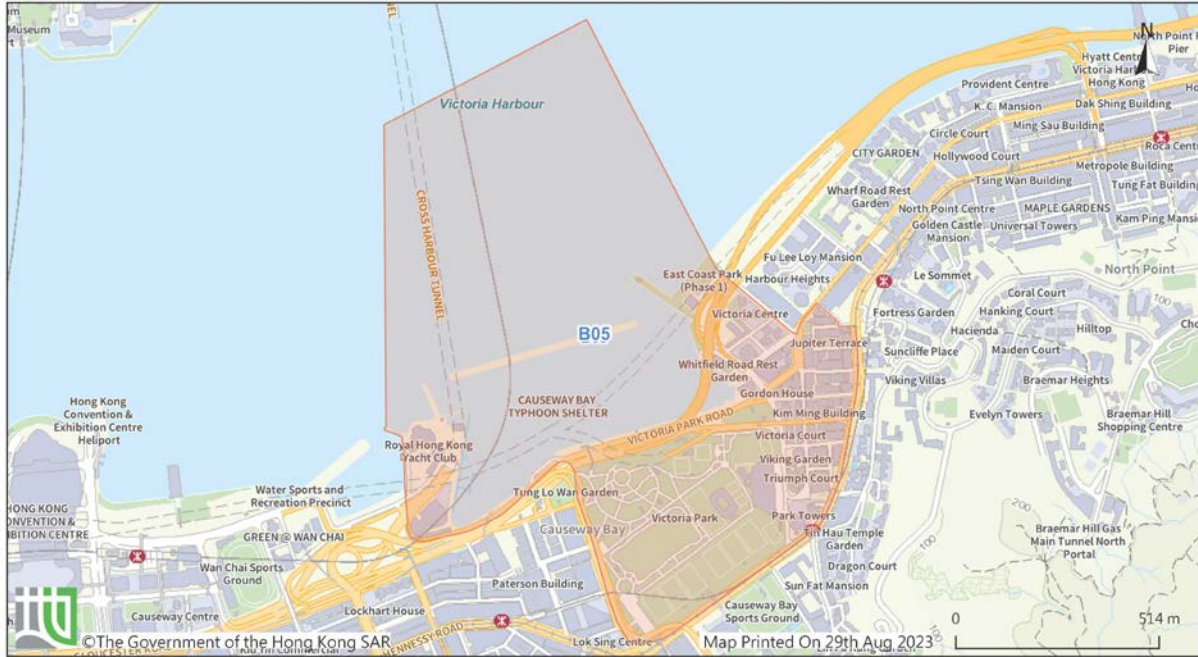 Museum
Victoria Harbour
CROSS HARBOUR TUNNEL
N
North Point
Pier
Hyatt Centre
Victoria Harbour
Hong Kong
Provident Centre
K. C. Mansion
Dak Shing Building
Ming Sau Building
Circle Court
CITY GARDEN
Hollywood Court
Roca Centre
Metropole Building
Tsing Wan Building
Tung Fat Building
Wharf Road Rest
Garden
North Point Centre
MAPLE GARDENS
Golden Castle
Mansion
Universal Towers
Kam Ping Mansion
Fu Lee Loy Mansion
East Coast Park
(Phase 1)
Harbour Heights
Le Sommet
North Point
100
Victoria Centre
Fortress Garden
Coral Court
Hanking Court
B05
Jupiter Terrace
Hacienda
Hilltop
Suncliffe Place
Maiden Court
Whitfield Road Rest
Garden
Viking Villas
Braemar Heights
Gordon House
CAUSEWAY BAY
TYPHOON SHELTER
Kim Ming Building
Evelyn Towers
Braemar Hill
Shopping Centre
VICTORIA PARK ROAD
Victoria Court
Hong Kong
Convention &
Exhibition Centre
Heliport
Royal Hong Kong
Yacht Club
Viking Garden
Triumph Court
Water Sports and
Recreation Precinct
Tung Lo Wan Garden
Victoria Park
Park Towers
200
HONG KONG
CONVENTION &
EXHIBITION CENTRE
GREEN @ WAN CHAI
Causeway Bay
Tin Hau Temple
Garden
Braemar Hill Gas
Main Tunnel North
Portal
100
Dragon Court
Wan Chai Sports
Ground
Paterson Building
Sun Fat Mansion
Causeway Centre
Lockhart House
Causeway Bay
Sports Ground
0
514 m
HENNESSY ROAD
Lok Sing Centre
100
©The Government of the Hong Kong SAR
Map Printed On 29th Aug 2023
GLOUCESTER